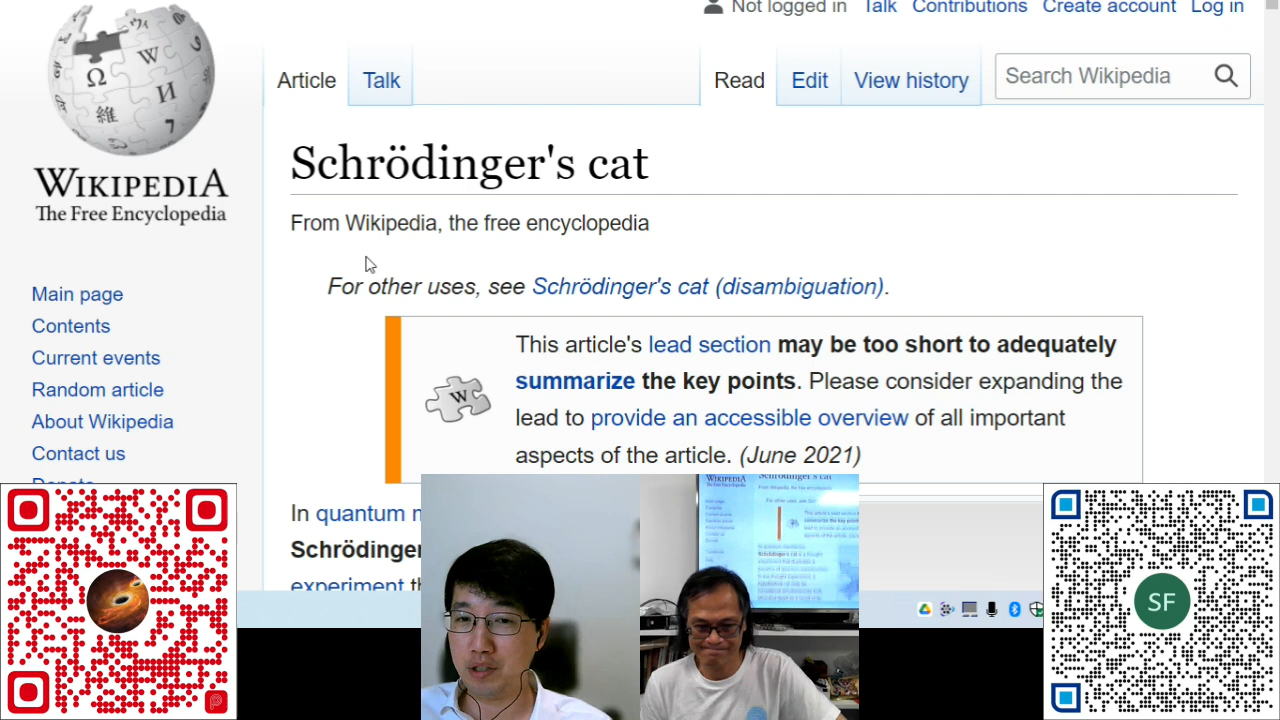 Not logged in Talk Contributions Create account Log in
Article Talk Read Edit View history Search Wikipedia
WIKIPEDIA
The Free Encyclopedia
Schrödinger's cat
From Wikipedia, the free encyclopedia
For other uses, see Schrödinger's cat (disambiguation).
This article's lead section may be too short to adequately
summarize the key points. Please consider expanding the
lead to provide an accessible overview of all important
aspects of the article. (June 2021)
In quantum
Schrödinger
experiment
Main page
Contents
Current events
Random article
About Wikipedia
Contact us
Donate
SF